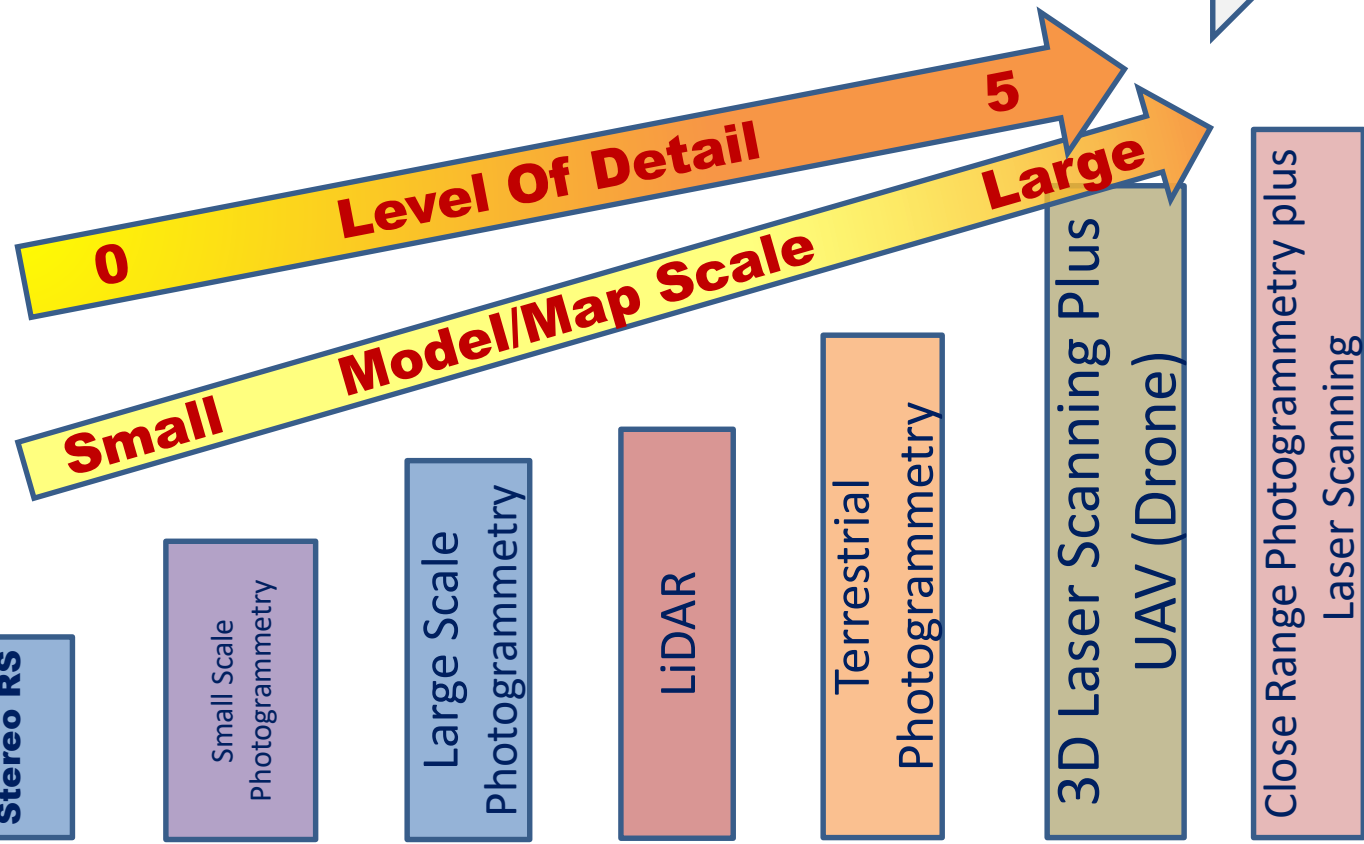 0 Level Of Detail 5
Small Model/Map Scale Large
Stereo RS
Small Scale
Photogrammetry
Large Scale
Photogrammetry
LiDAR
Terrestrial
Photogrammetry
3D Laser Scanning Plus
UAV (Drone)
Close Range Photogrammetry plus
Laser Scanning